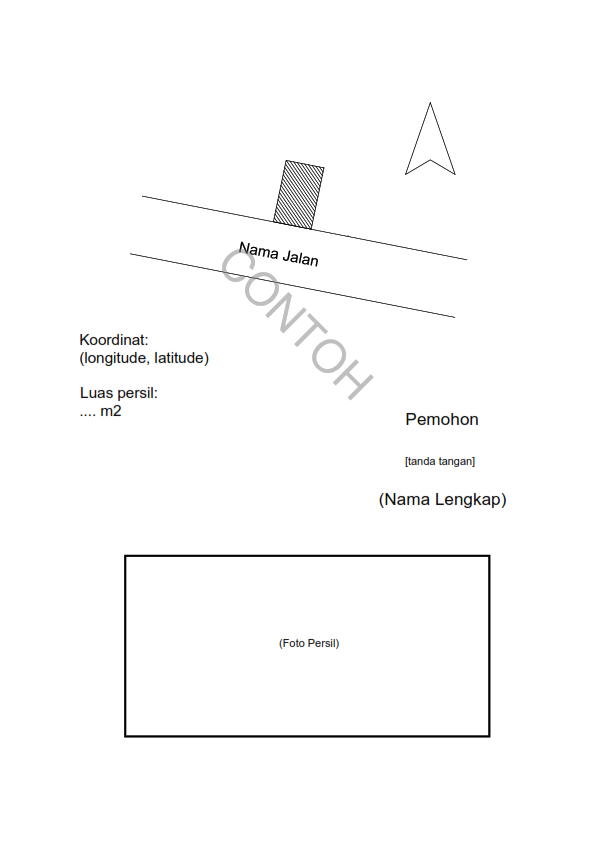 Nama Jalan
CONTOH
Koordinat:
(longitude, latitude)
Luas persil:
.... m2
Pemohon
[tanda tangan]
(Nama Lengkap)
(Foto Persil)